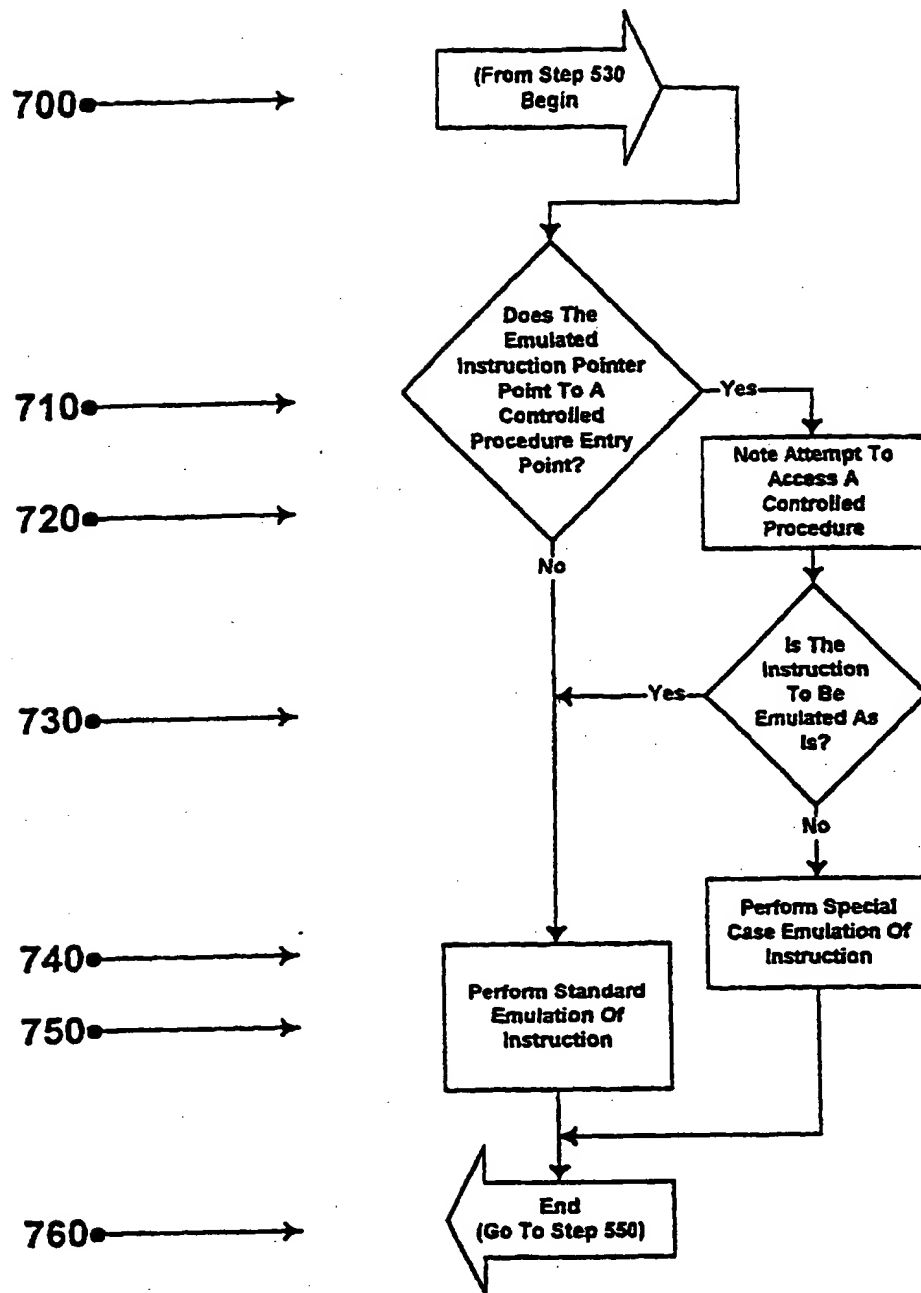 700
(From Step 530
Begin
Does The
Emulated
Instruction Pointer
Point To A
Controlled
Procedure Entry
Point?
710
Yes
Note Attempt To
Access A
Controlled
Procedure
720
No
Is The
Instruction
To Be
Emulated As
Is?
Yes
730
No
Perform Special
Case Emulation Of
Instruction
740
Perform Standard
Emulation Of
Instruction
750
End
(Go To Step 550)
760